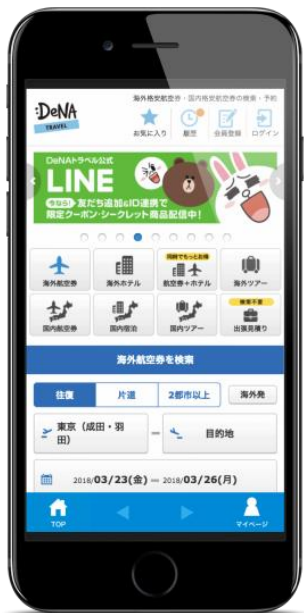 海外格安航空券・国内格安航空券の検索・予約
:DeNA
TRAVEL
お気に入り
履歴
会員登録
ログイン
DeNAトラベル公式
LINE
今なら! 友だち追加&ID連携で
限定クーポン・シークレット商品配信中!
海外航空券
海外ホテル
同時でもっとお得
航空券+ホテル
海外ツアー
国内航空券
国内宿泊
国内ツアー
検索不要
出張見積り
海外航空券を検索
往復
片道
2都市以上
海外発
東京(成田・羽
田)
目的地
2018/03/23(金) ー 2018/03/26(月)
TOP
マイページ